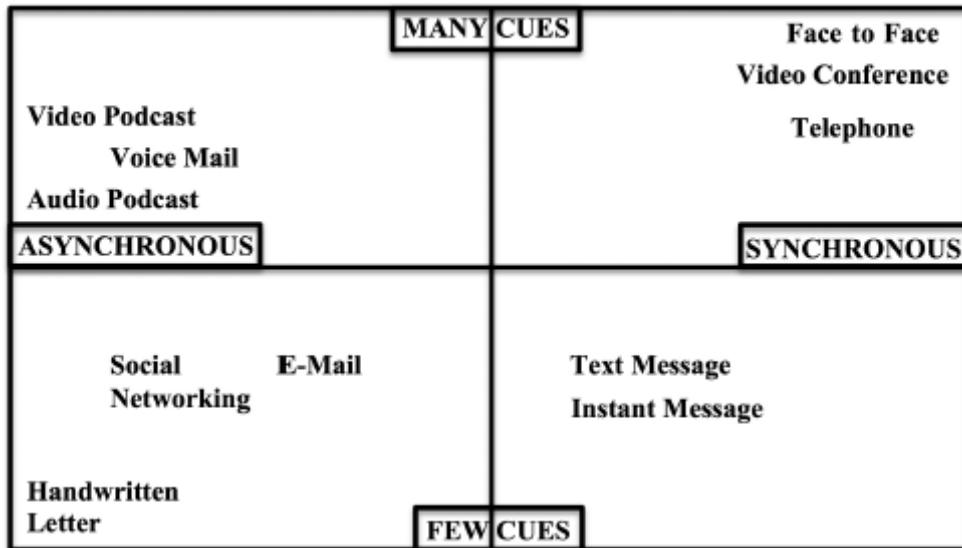 MANY CUES
Face to Face
Video Conference
Video Podcast
Telephone
Voice Mail
Audio Podcast
ASYNCHRONOUS
SYNCHRONOUS
Social
Networking
E-Mail
Text Message
Instant Message
Handwritten
Letter
FEW CUES